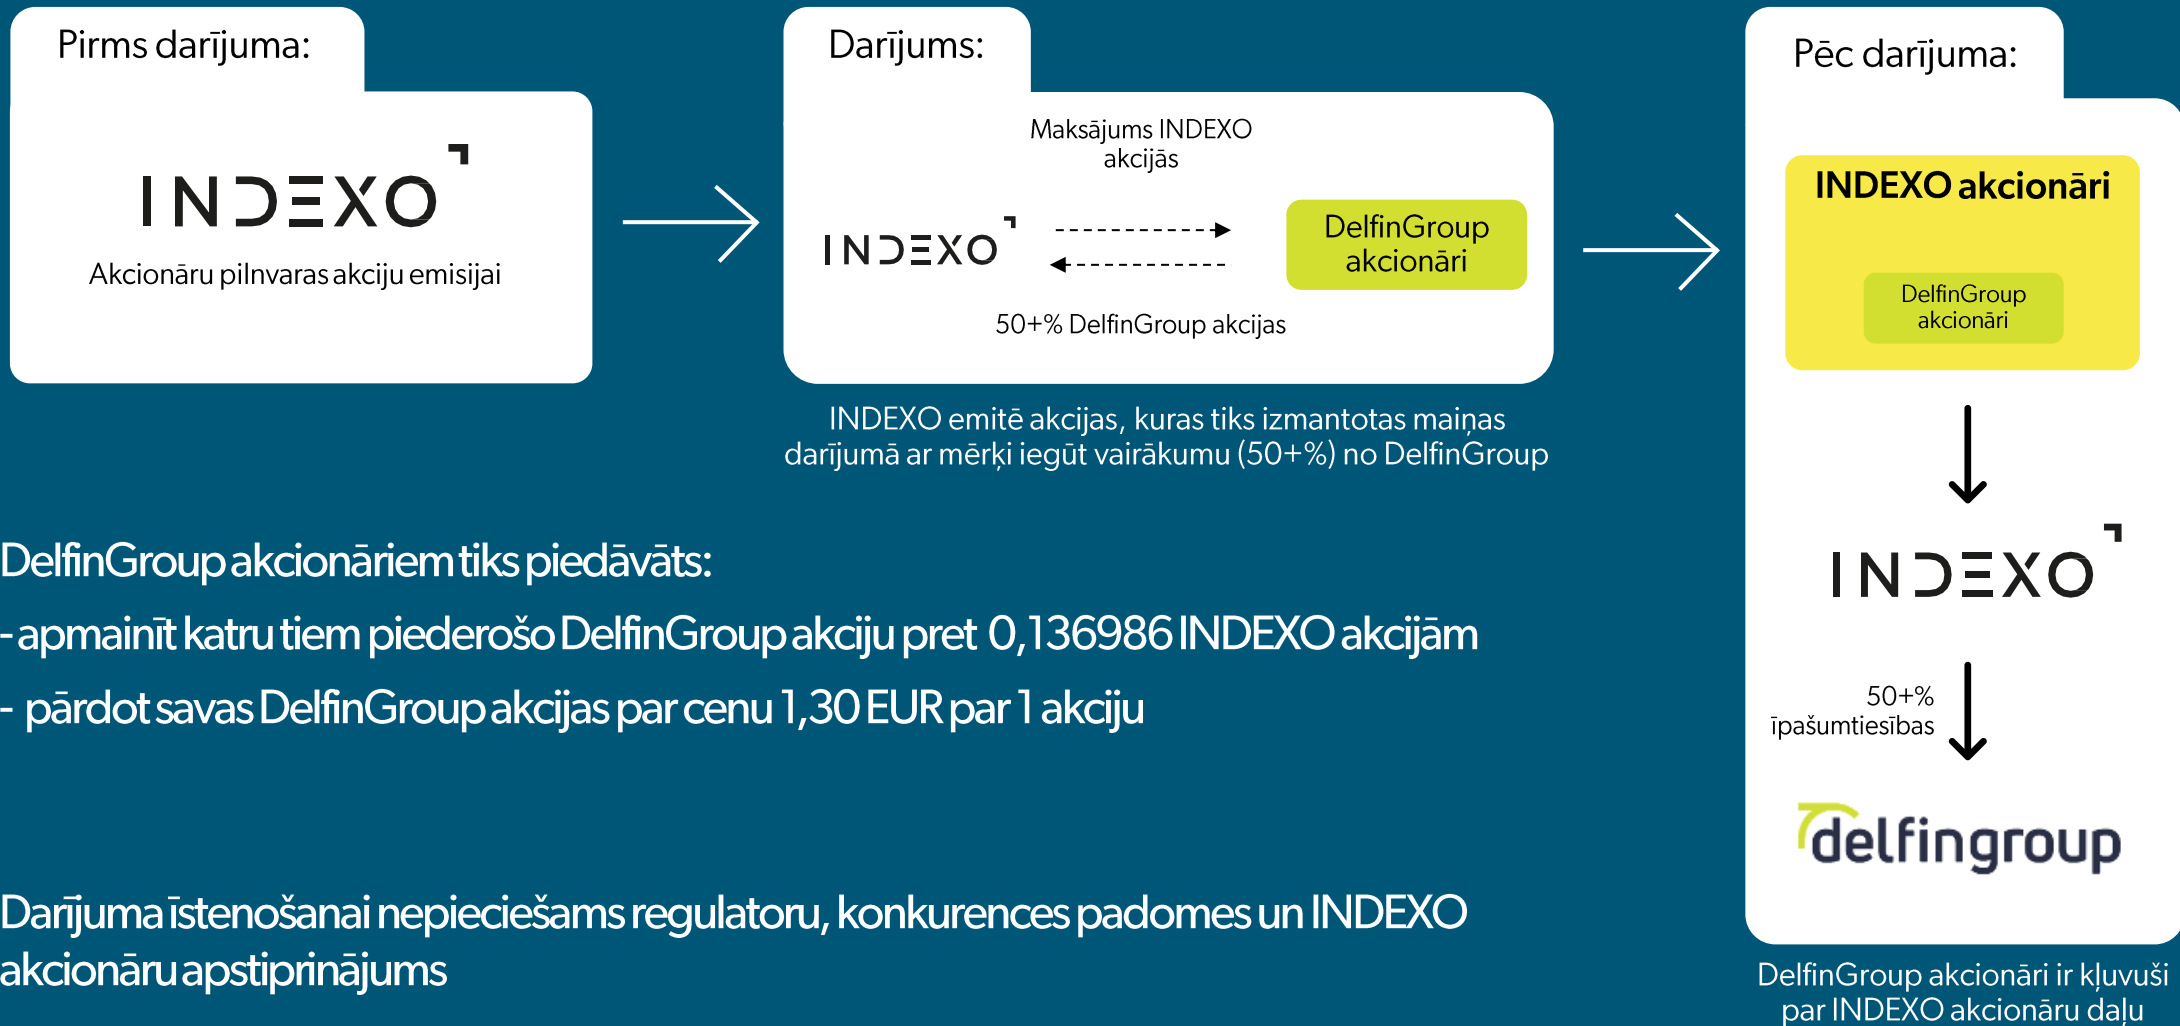 Pirms darījuma:
INDEXO
Akcionāru pilnvaras akciju emisijai
Darījums:
Maksājums INDEXO
akcijās
INDEXO
DelfinGroup
akcionāri
50+% DelfinGroup akcijas
INDEXO emitē akcijas, kuras tiks izmantotas maiņas
darījumā ar mērķi iegūt vairākumu (50+%) no DelfinGroup
Pēc darījuma:
INDEXO akcionāri
DelfinGroup
akcionāri
INDEXO
50+%
īpašumtiesības
delfingroup
DelfinGroup akcionāri ir kļuvuši
par INDEXO akcionāru daļu
DelfinGroup akcionāriem tiks piedāvāts:
- apmainīt katru tiem piederošo DelfinGroup akciju pret 0,136986 INDEXO akcijām
- pārdot savas DelfinGroup akcijas par cenu 1,30 EUR par 1 akciju
Darījuma īstenošanai nepieciešams regulatoru, konkurences padomes un INDEXO
akcionāru apstiprinājums